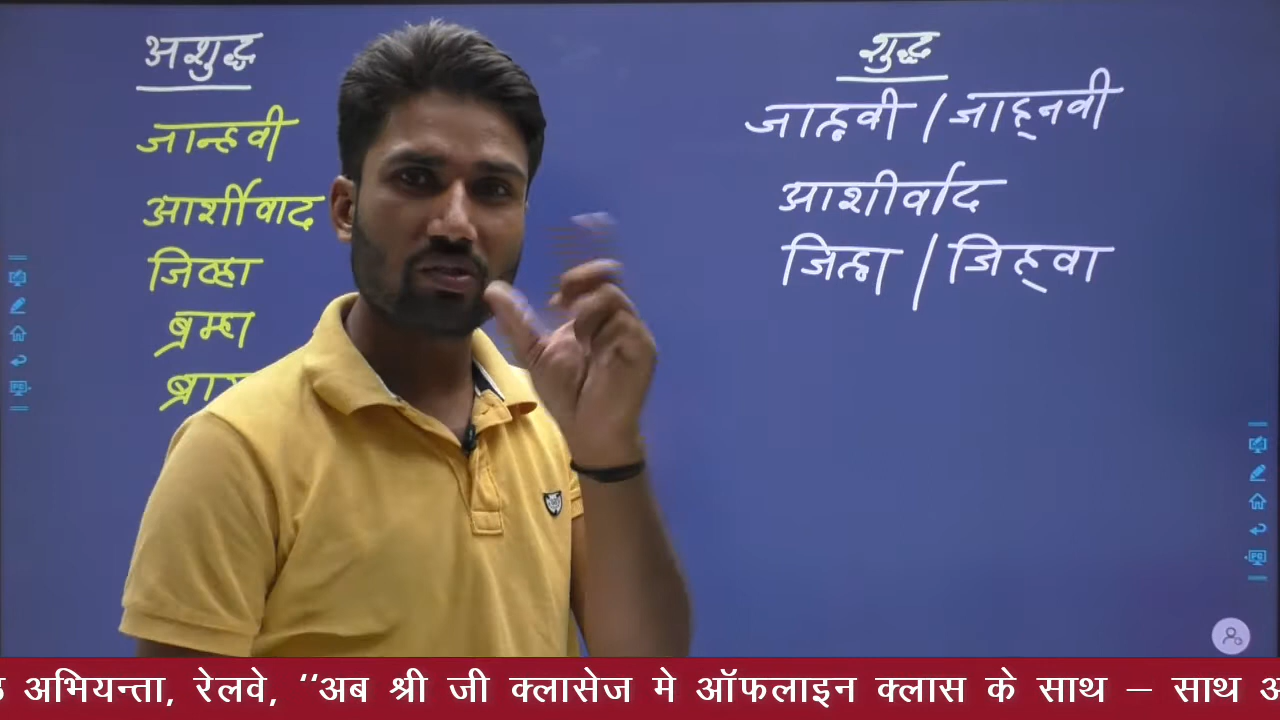 अशुद्ध
शुद्ध
जान्हवी
जाह्नवी / जाह्‌नवी
आर्शीवाद
आशीर्वाद
जिव्हा
जिह्वा / जिह्‌वा
ब्रम्हा
अभियन्ता, रेलवे, “अब श्री जी क्लासेज मे ऑफलाइन क्लास के साथ – साथ